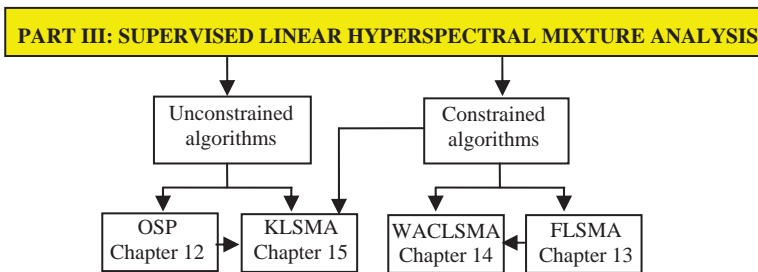 PART III: SUPERVISED LINEAR HYPERSPECTRAL MIXTURE ANALYSIS
Unconstrained
algorithms
Constrained
algorithms
OSP
Chapter 12
KLSMA
Chapter 15
WACLSMA
Chapter 14
FLSMA
Chapter 13